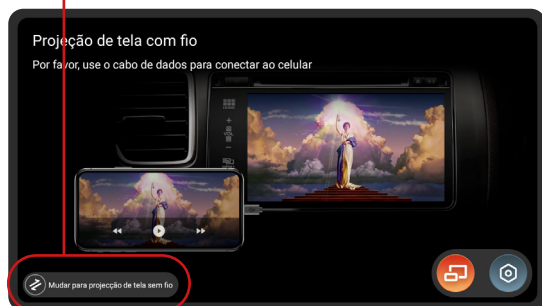 Projeção de tela com fio
Por favor, use o cabo de dados para conectar ao celular
Mudar para projecção de tela sem fio